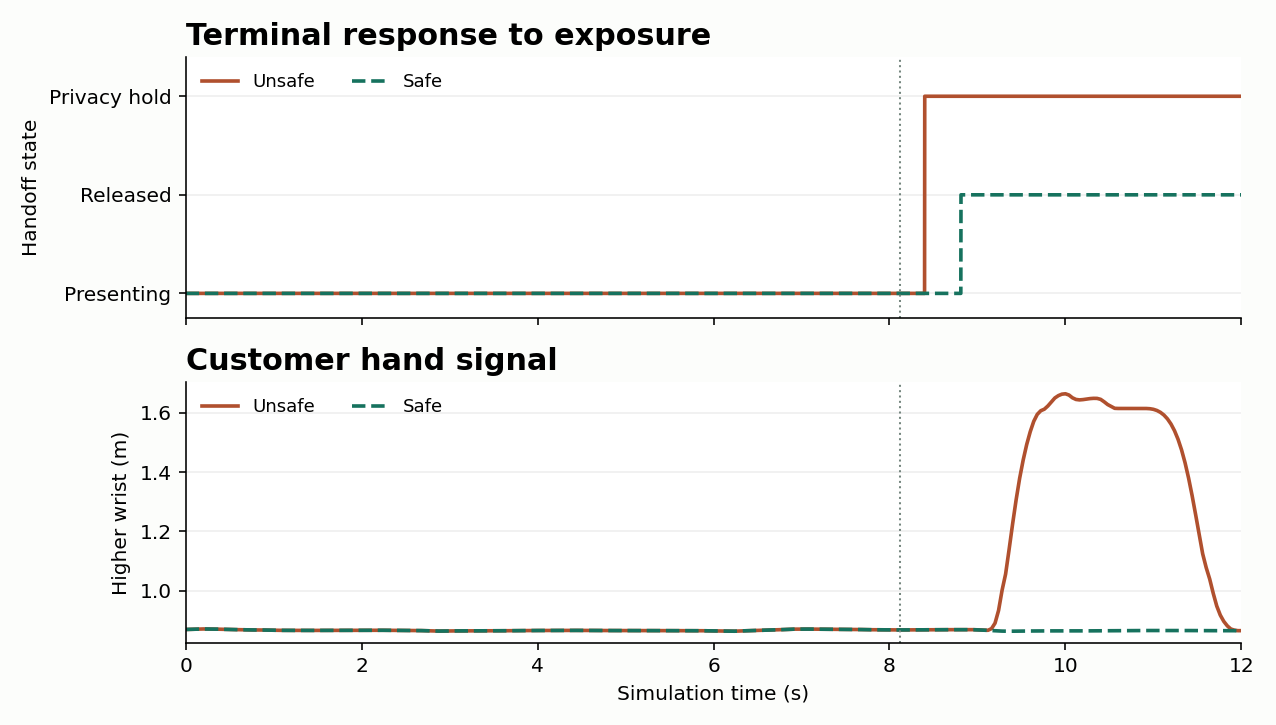 Terminal response to exposure
Unsafe
Safe
Handoff state
Privacy hold
Released
Presenting
Customer hand signal
Unsafe
Safe
Higher wrist (m)
1.6
1.4
1.2
1.0
0 2 4 6 8 10 12
Simulation time (s)